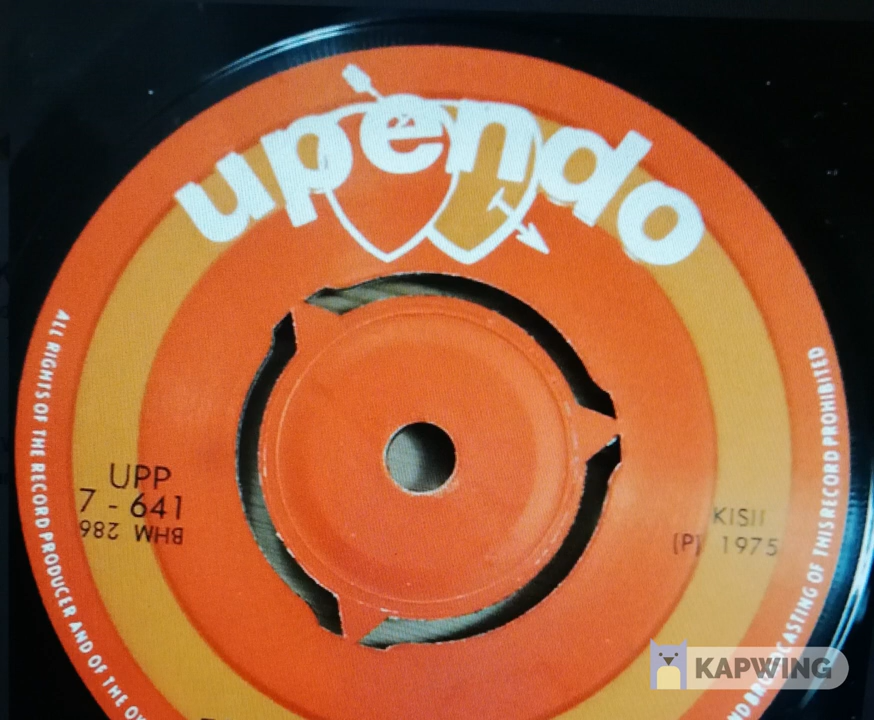 upendo
ALL RIGHTS OF THE RECORD PRODUCER AND OF THE
UPP
7 - 641
BHM 286
KISII
(P) 1975
BROADCASTING OF THIS RECORD PROHIBITED
KAPWING